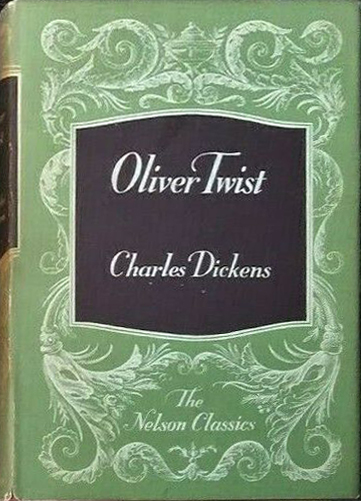 Oliver Twist
Charles Dickens
The
Nelson Classics